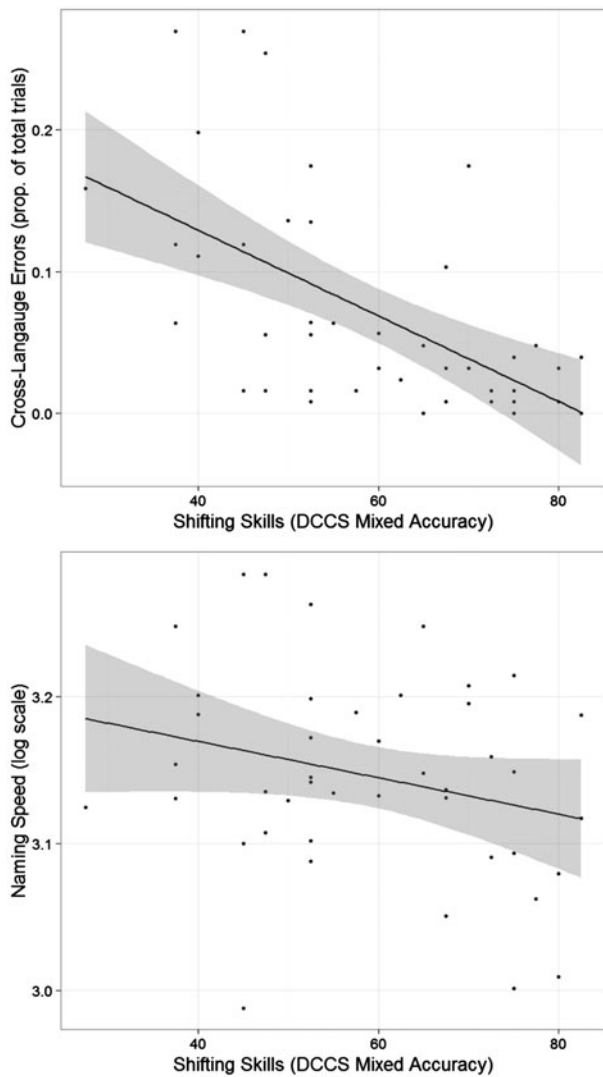 Cross-Langauge Errors (prop. of total trials)
0.2
0.1
0.0
40 60 80
Shifting Skills (DCCS Mixed Accuracy)
Naming Speed (log scale)
3.2
3.1
3.0
40 60 80
Shifting Skills (DCCS Mixed Accuracy)